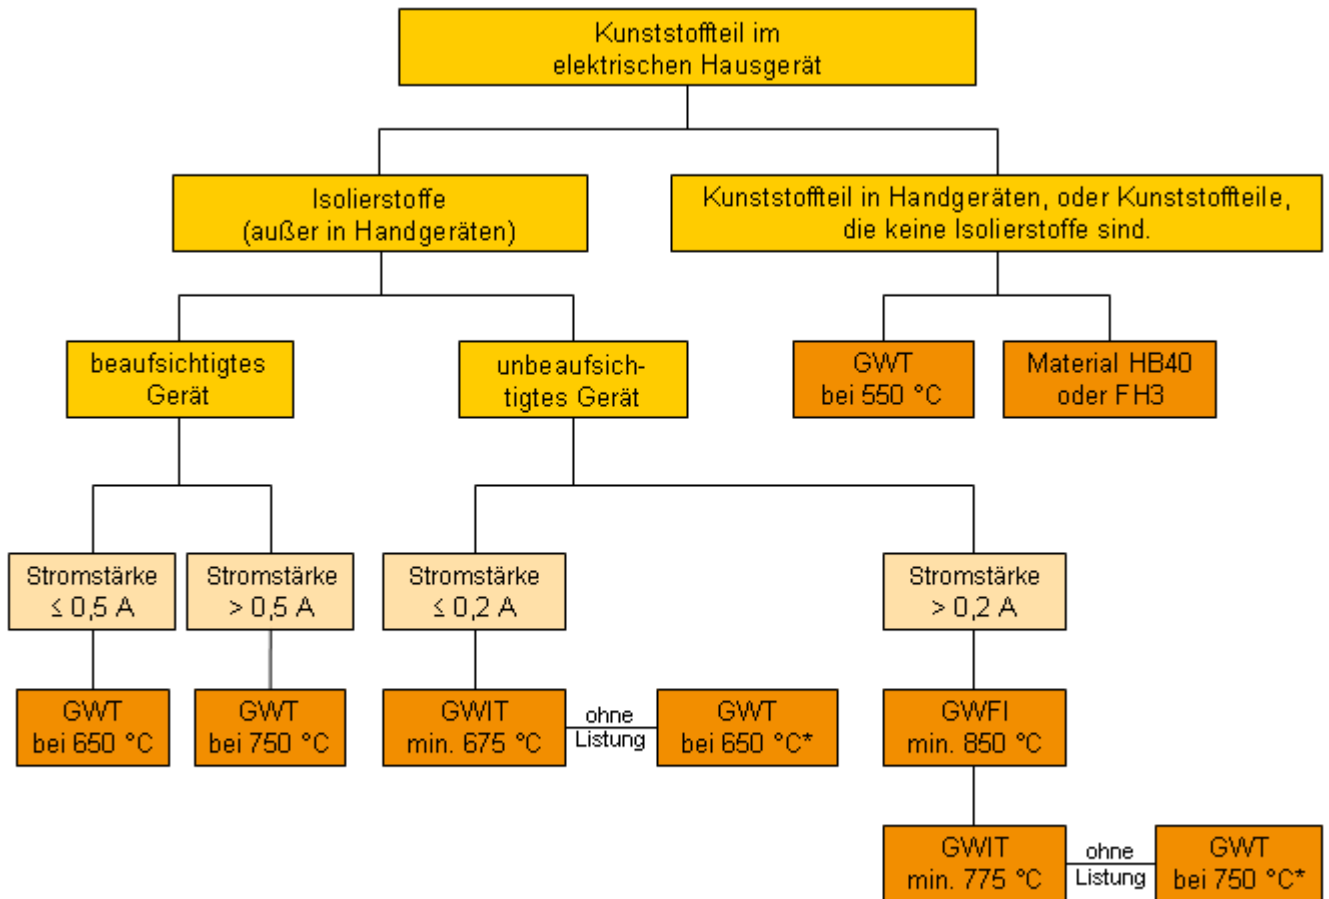 Kunststoffteil im
elektrischen Hausgerät
Isolierstoffe
(außer in Handgeräten)
Kunststoffteil in Handgeräten, oder Kunststoffteile,
die keine Isolierstoffe sind.
beaufsichtigtes
Gerät
unbeaufsich-
tigtes Gerät
GWT
bei 550 °C
Material HB40
oder FH3
Stromstärke
≤ 0,5 A
Stromstärke
> 0,5 A
Stromstärke
≤ 0,2 A
Stromstärke
> 0,2 A
GWT
bei 650 °C
GWT
bei 750 °C
GWIT
min. 675 °C
ohne
Listung
GWT
bei 650 °C*
GWFI
min. 850 °C
GWIT
min. 775 °C
ohne
Listung
GWT
bei 750 °C*